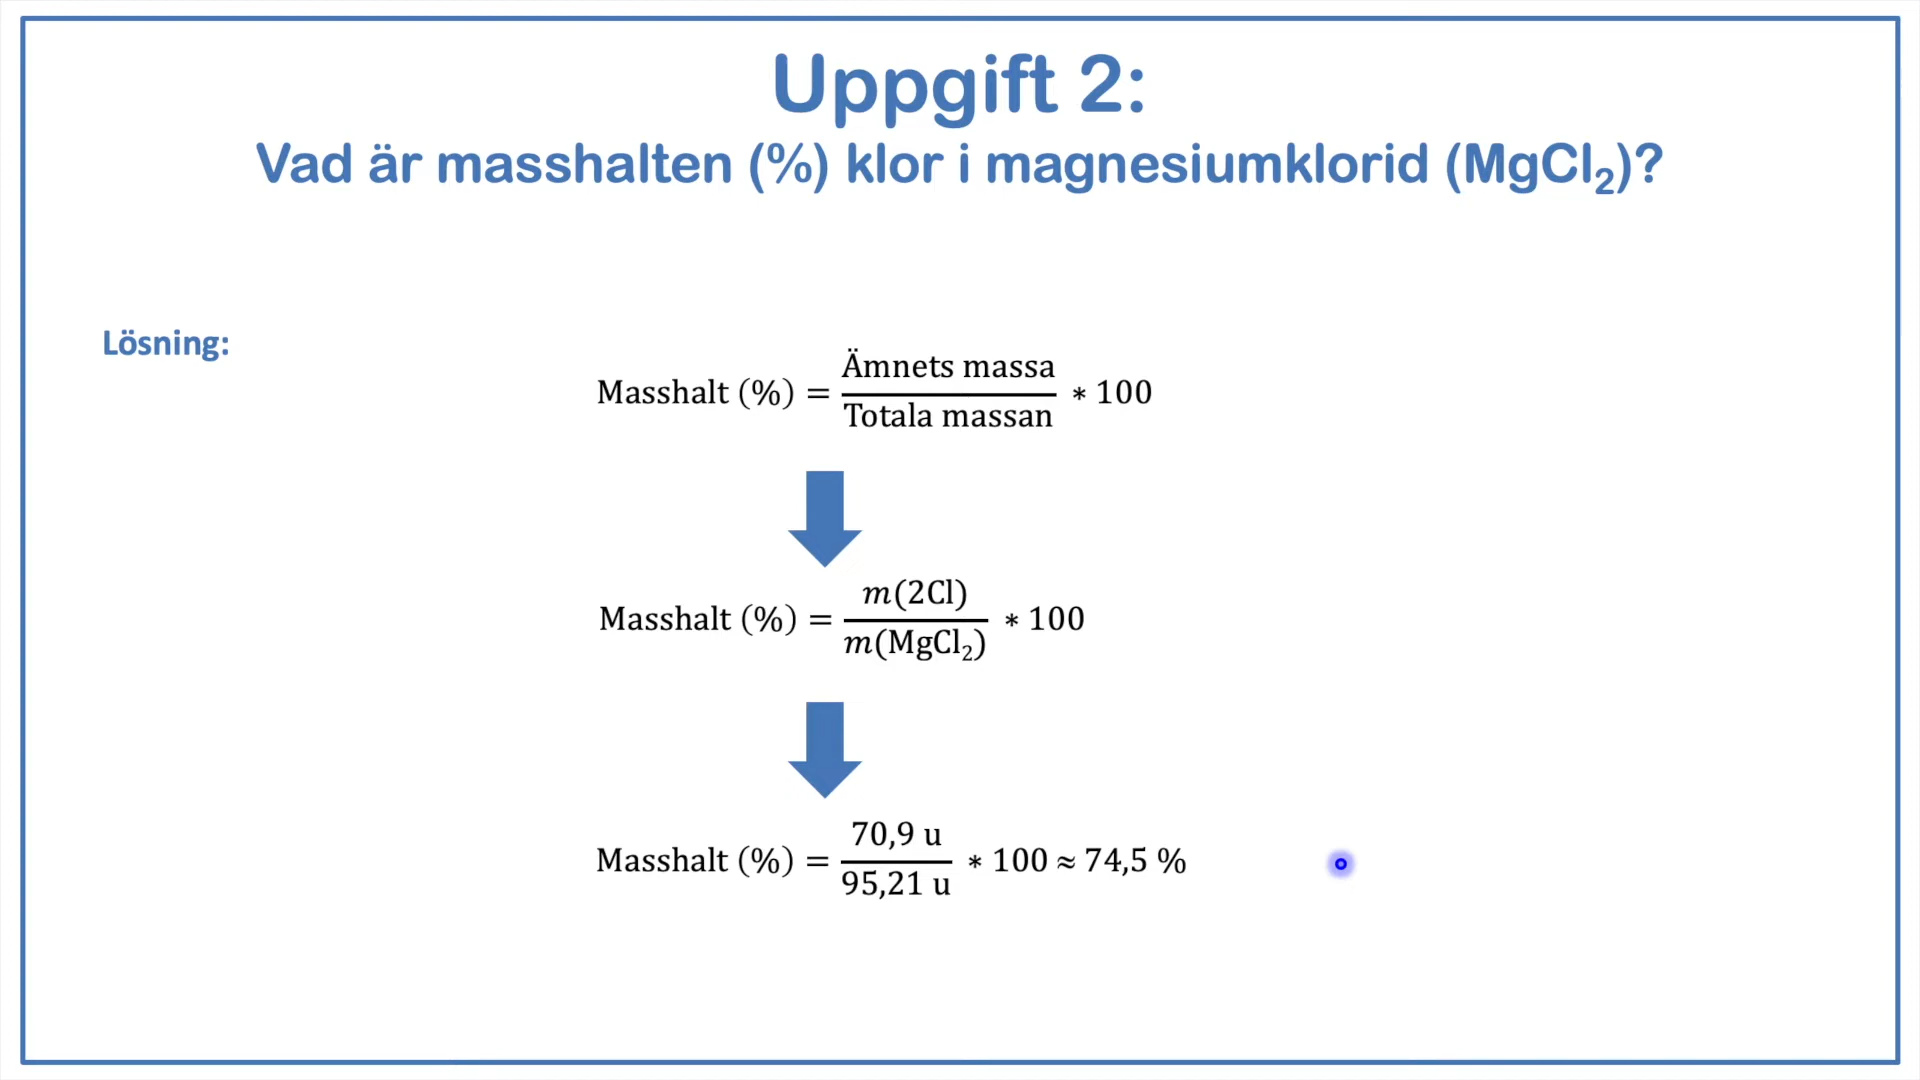 Uppgift 2:
Vad är masshalten (%) klor i magnesiumklorid (MgCl₂)?
Lösning:
Masshalt (%) = Ämnets massa / Totala massan * 100
Masshalt (%) = m(2Cl) / m(MgCl₂) * 100
Masshalt (%) = 70,9 u / 95,21 u * 100 ≈ 74,5 %